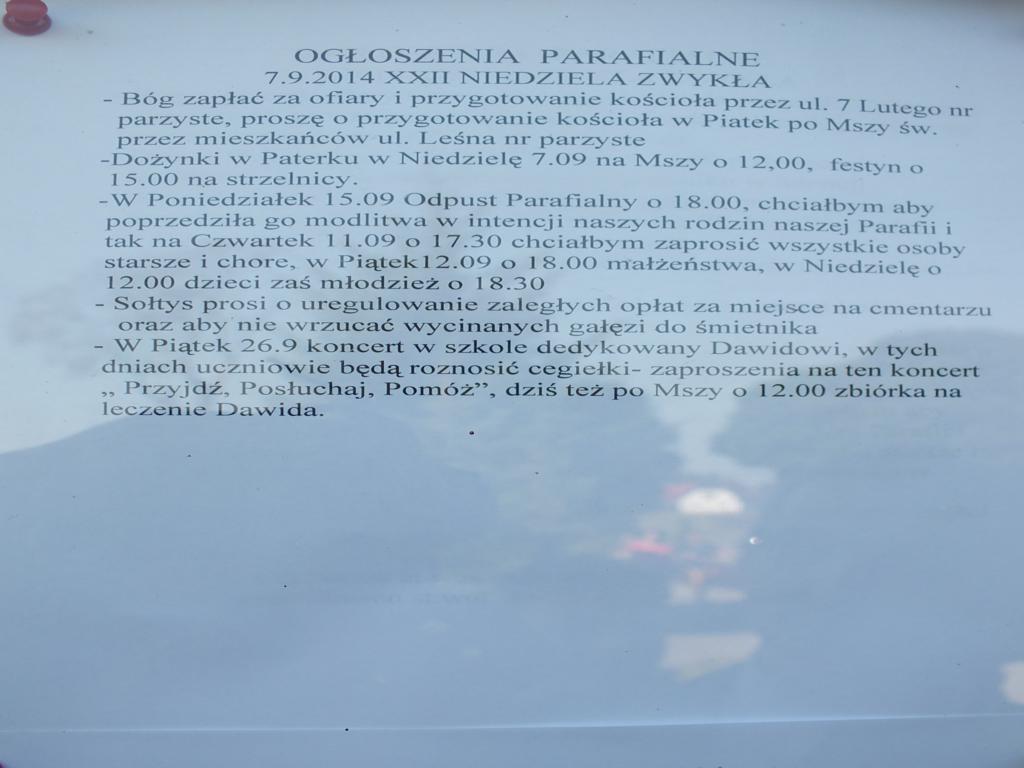 OGŁOSZENIA PARAFIALNE
7.9.2014 XXII NIEDZIELA ZWYKŁA
- Bóg zapłać za ofiary i przygotowanie kościoła przez ul. 7 Lutego nr
parzyste, proszę o przygotowanie kościoła w Piatek po Mszy św.
przez mieszkańców ul. Leśna nr parzyste
-Dożynki w Paterku w Niedzielę 7.09 na Mszy o 12,00, festyn o
15.00 na strzelnicy.
-W Poniedziałek 15.09 Odpust Parafialny o 18.00, chciałbym aby
poprzedziła go modlitwa w intencji naszych rodzin naszej Parafii i
tak na Czwartek 11.09 o 17.30 chciałbym zaprosić wszystkie osoby
starsze i chore, w Piątek12.09 o 18.00 małżeństwa, w Niedzielę o
12.00 dzieci zaś młodzież o 18.30
- Sołtys prosi o uregulowanie zaległych opłat za miejsce na cmentarzu
oraz aby nie wrzucać wycinanych gałęzi do śmietnika
- W Piątek 26.9 koncert w szkole dedykowany Dawidowi, w tych
dniach uczniowie będą roznosić cegiełki- zaproszenia na ten koncert
„ Przyjdź, Posłuchaj, Pomóż”, dziś też po Mszy o 12.00 zbiórka na
leczenie Dawida.